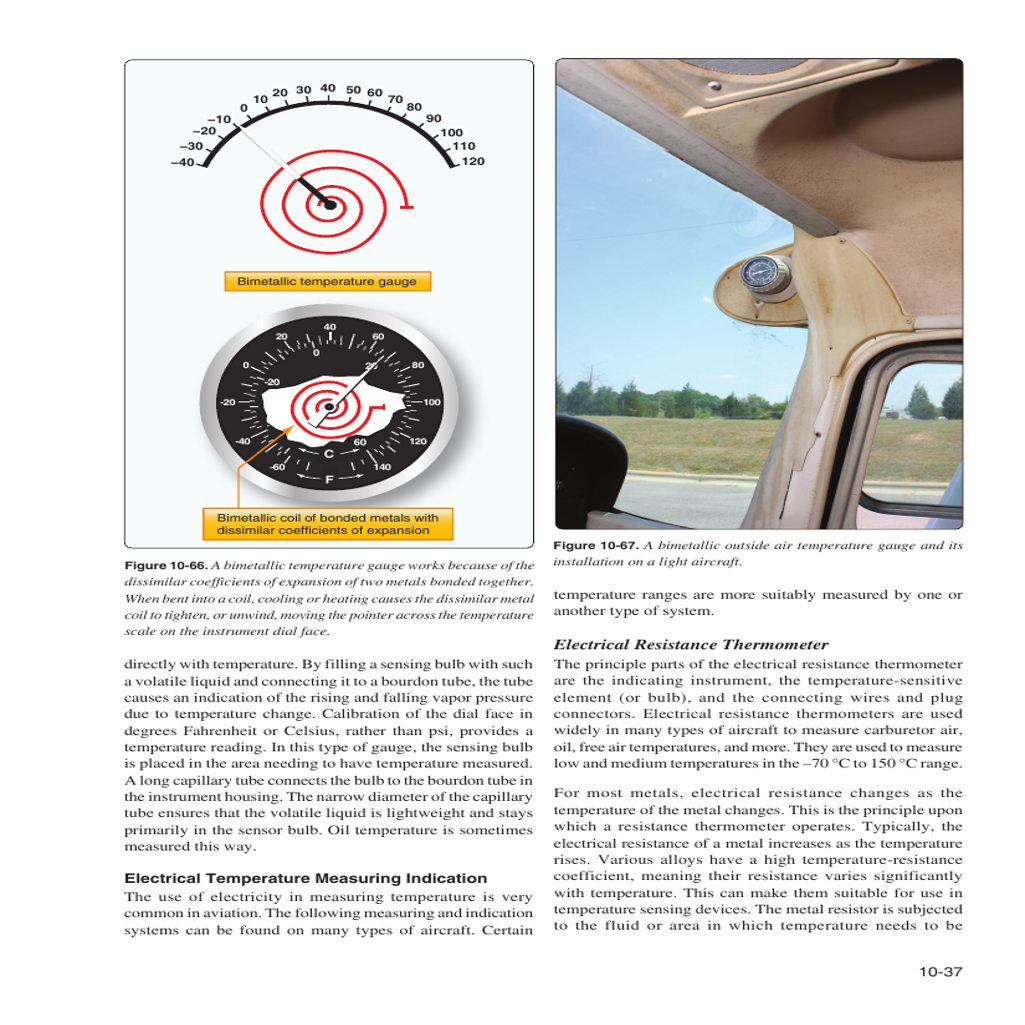 40
30
50
20
60
10
70
0
80
–10
90
–20
100
–30
110
–40
120
Bimetallic temperature gauge
40
20
60
0
0
20
80
-20
-20
100
-40
60
120
C
-60
140
F
Bimetallic coil of bonded metals with
dissimilar coefficients of expansion
Figure 10-66. A bimetallic temperature gauge works because of the
dissimilar coefficients of expansion of two metals bonded together.
When bent into a coil, cooling or heating causes the dissimilar metal
coil to tighten, or unwind, moving the pointer across the temperature
scale on the instrument dial face.
directly with temperature. By filling a sensing bulb with such
a volatile liquid and connecting it to a bourdon tube, the tube
causes an indication of the rising and falling vapor pressure
due to temperature change. Calibration of the dial face in
degrees Fahrenheit or Celsius, rather than psi, provides a
temperature reading. In this type of gauge, the sensing bulb
is placed in the area needing to have temperature measured.
A long capillary tube connects the bulb to the bourdon tube in
the instrument housing. The narrow diameter of the capillary
tube ensures that the volatile liquid is lightweight and stays
primarily in the sensor bulb. Oil temperature is sometimes
measured this way.
Electrical Temperature Measuring Indication
The use of electricity in measuring temperature is very
common in aviation. The following measuring and indication
systems can be found on many types of aircraft. Certain
Figure 10-67. A bimetallic outside air temperature gauge and its
installation on a light aircraft.
temperature ranges are more suitably measured by one or
another type of system.
Electrical Resistance Thermometer
The principle parts of the electrical resistance thermometer
are the indicating instrument, the temperature-sensitive
element (or bulb), and the connecting wires and plug
connectors. Electrical resistance thermometers are used
widely in many types of aircraft to measure carburetor air,
oil, free air temperatures, and more. They are used to measure
low and medium temperatures in the –70 °C to 150 °C range.
For most metals, electrical resistance changes as the
temperature of the metal changes. This is the principle upon
which a resistance thermometer operates. Typically, the
electrical resistance of a metal increases as the temperature
rises. Various alloys have a high temperature-resistance
coefficient, meaning their resistance varies significantly
with temperature. This can make them suitable for use in
temperature sensing devices. The metal resistor is subjected
to the fluid or area in which temperature needs to be
10-37